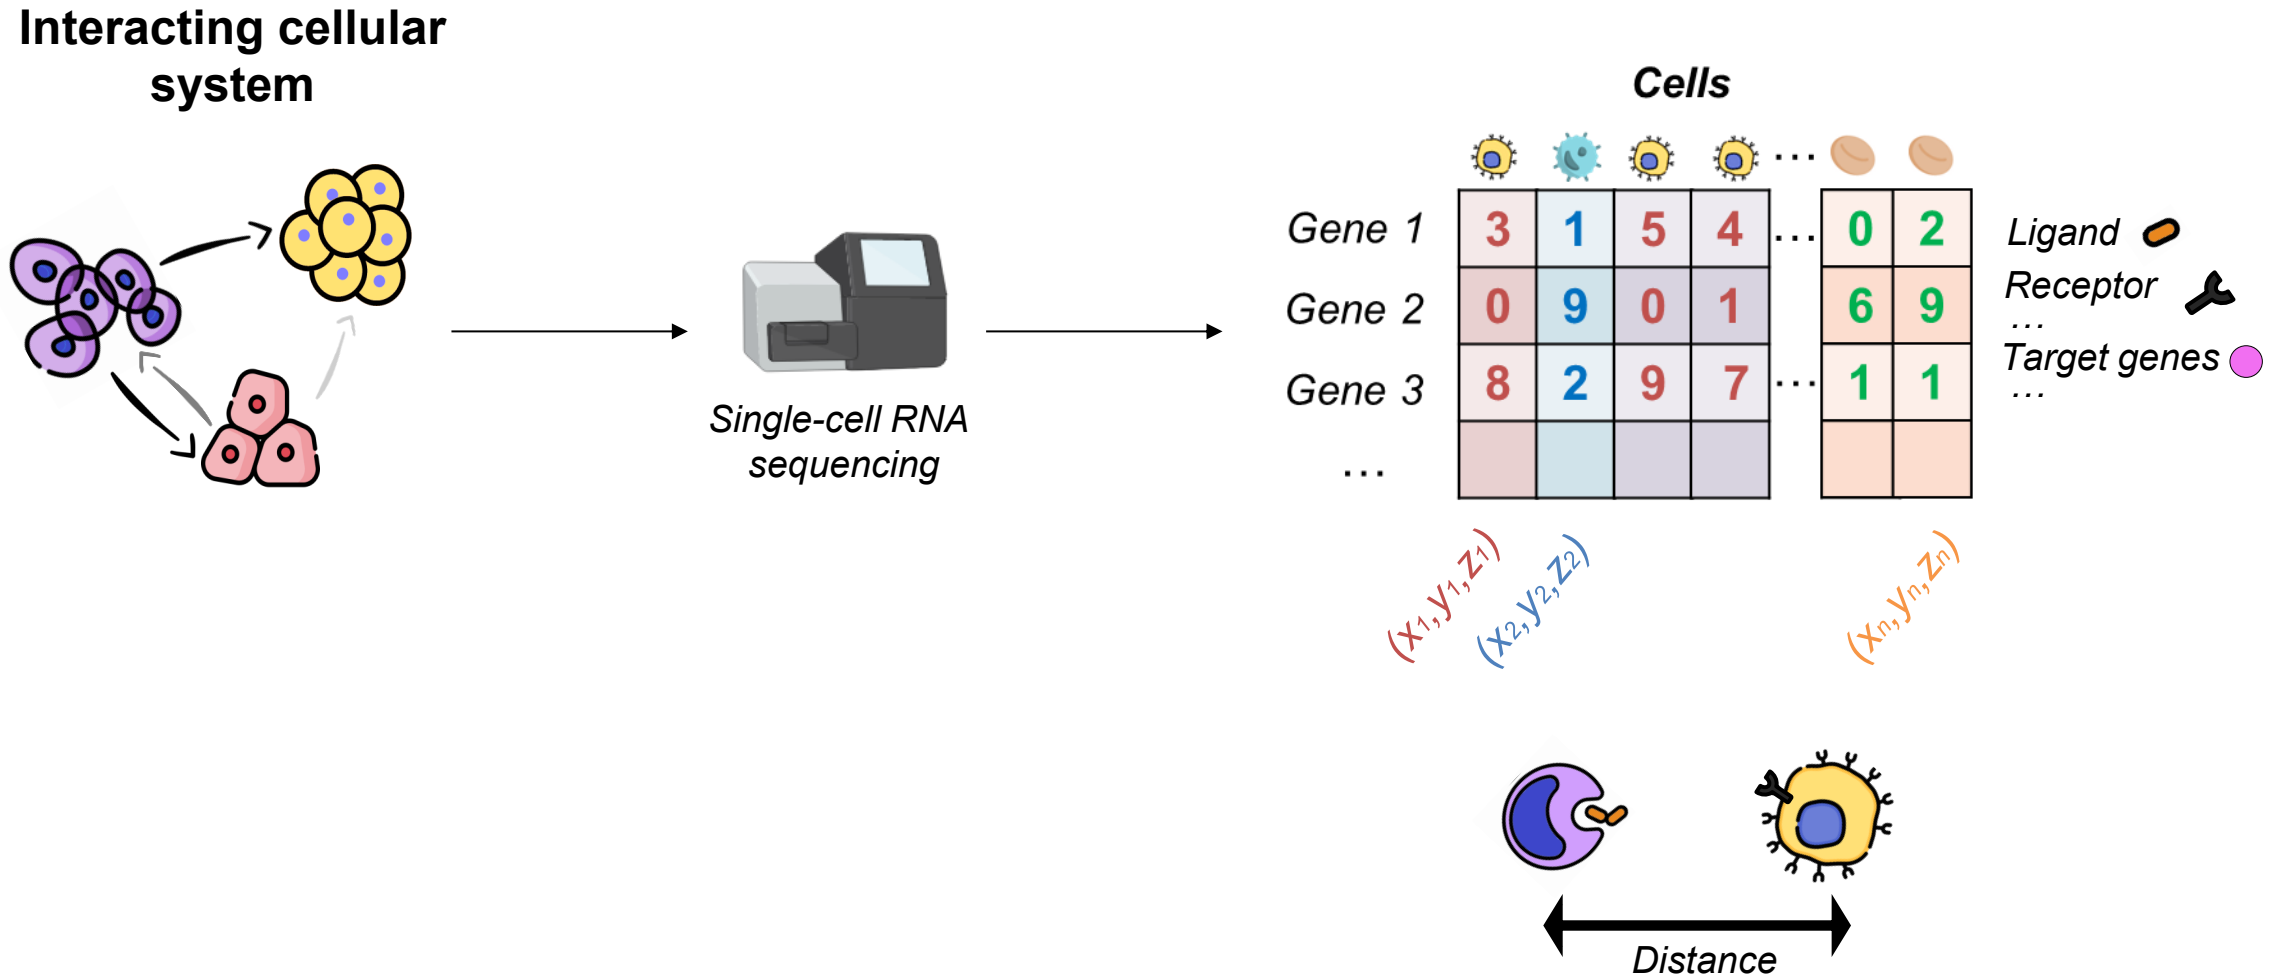 Interacting cellular
system
Single-cell RNA
sequencing
Cells
...
Gene 1 3 1 5 4 ... 0 2 Ligand
Gene 2 0 9 0 1 6 9 Receptor
...
Gene 3 8 2 9 7 ... 1 1 Target genes
...
...
(x1,y1,z1) (x2,y2,z2) (xn,yn,zn)
Distance